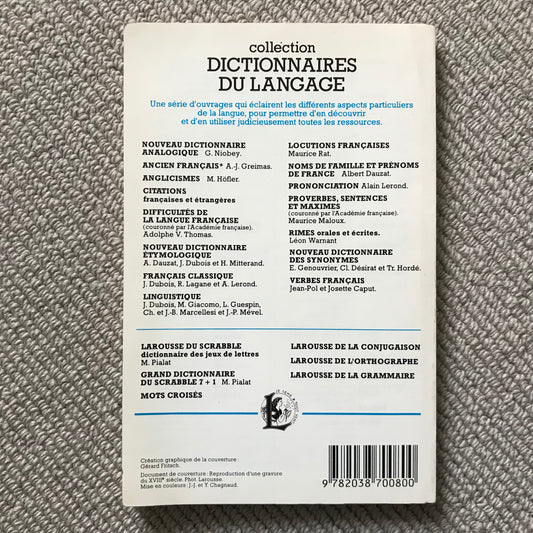 collection
DICTIONNAIRES
DU LANGAGE
Une série d'ouvrages qui éclairent les différents aspects particuliers
de la langue, pour permettre d'en découvrir
et d'en utiliser judicieusement toutes les ressources.
NOUVEAU DICTIONNAIRE
ANALOGIQUE G. Niobey.
ANCIEN FRANÇAIS* A.-J. Greimas.
ANGLICISMES M. Höfler.
CITATIONS
françaises et étrangères
DIFFICULTÉS DE
LA LANGUE FRANÇAISE
(couronné par l'Académie française).
Adolphe V. Thomas.
NOUVEAU DICTIONNAIRE
ÉTYMOLOGIQUE
A. Dauzat, J. Dubois et H. Mitterand.
FRANÇAIS CLASSIQUE
J. Dubois, R. Lagane et A. Lerond.
LINGUISTIQUE
J. Dubois, M. Giacomo, L. Guespin,
Ch. et J.-B. Marcellesi et J.-P. Mével.
LOCUTIONS FRANÇAISES
Maurice Rat.
NOMS DE FAMILLE ET PRÉNOMS
DE FRANCE Albert Dauzat.
PRONONCIATION Alain Lerond.
PROVERBES, SENTENCES
ET MAXIMES
(couronné par l'Académie française).
Maurice Maloux.
RIMES orales et écrites.
Léon Warnant
NOUVEAU DICTIONNAIRE
DES SYNONYMES
E. Genouvrier, Cl. Désirat et Tr. Hordé.
VERBES FRANÇAIS
Jean-Pol et Josette Caput.
LAROUSSE DU SCRABBLE
dictionnaire des jeux de lettres
M. Pialat
GRAND DICTIONNAIRE
DU SCRABBLE 7 + 1 M. Pialat
MOTS CROISÉS
LAROUSSE DE LA CONJUGAISON
LAROUSSE DE L'ORTHOGRAPHE
LAROUSSE DE LA GRAMMAIRE
Création graphique de la couverture :
Gérard Fritsch.
Document de couverture : Reproduction d'une gravure
du XVIIIe siècle. Phot. Larousse.
Mise en couleurs : J.-J. et Y. Chagnaud.
9 782038 700800